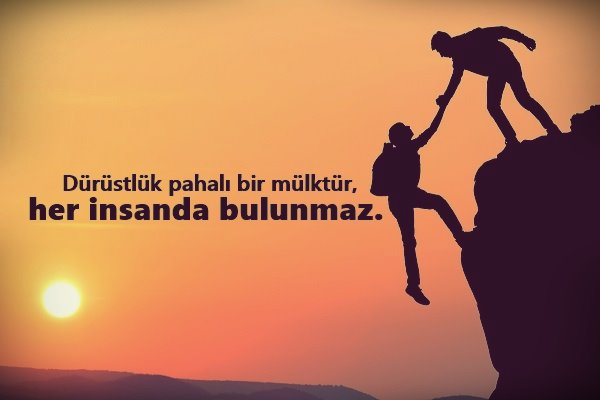 Dürüstlük pahalı bir mülktür,
her insanda bulunmaz.